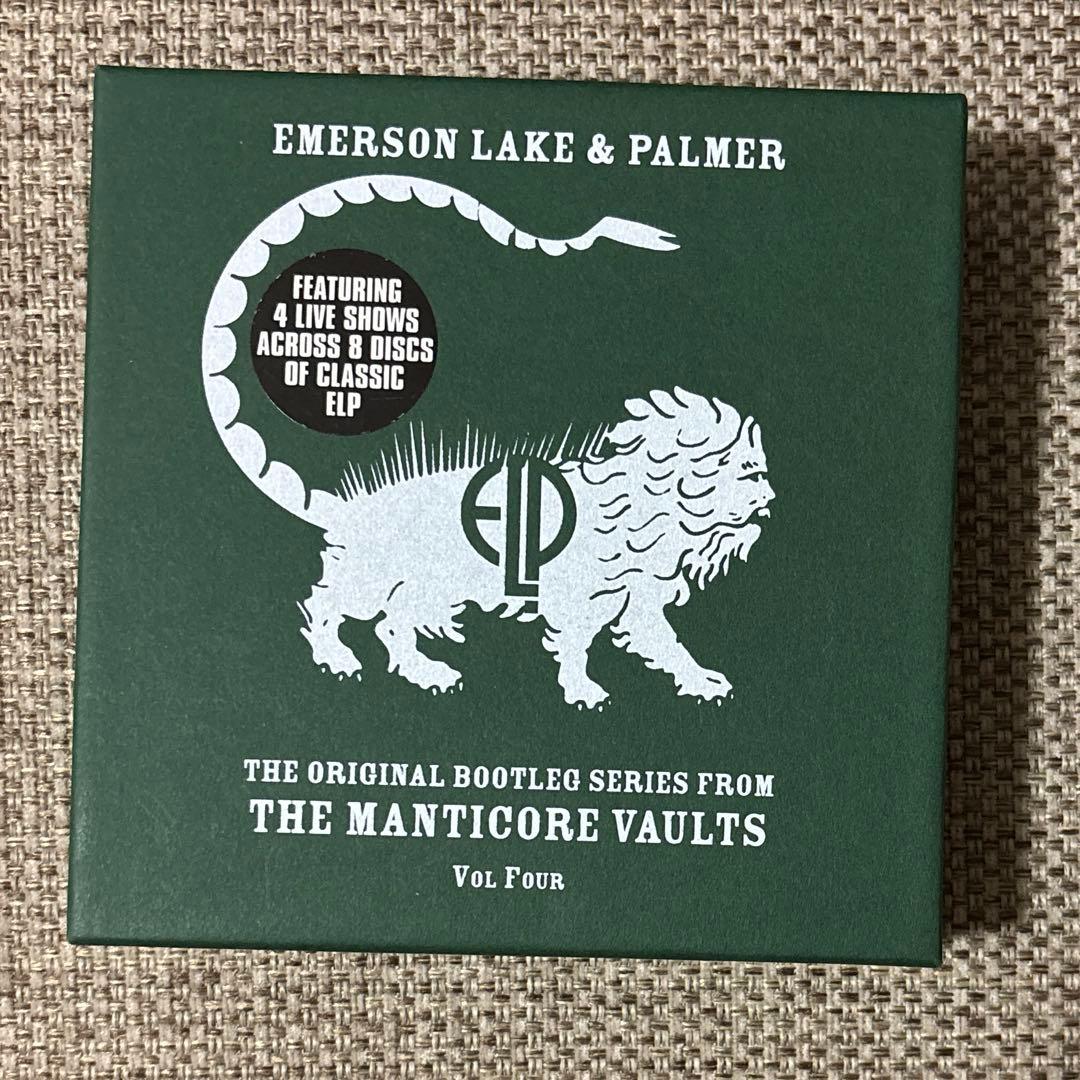 EMERSON LAKE & PALMER
FEATURING
4 LIVE SHOWS
ACROSS 8 DISCS
OF CLASSIC
ELP
ELP
THE ORIGINAL BOOTLEG SERIES FROM
THE MANTICORE VAULTS
VOL FOUR